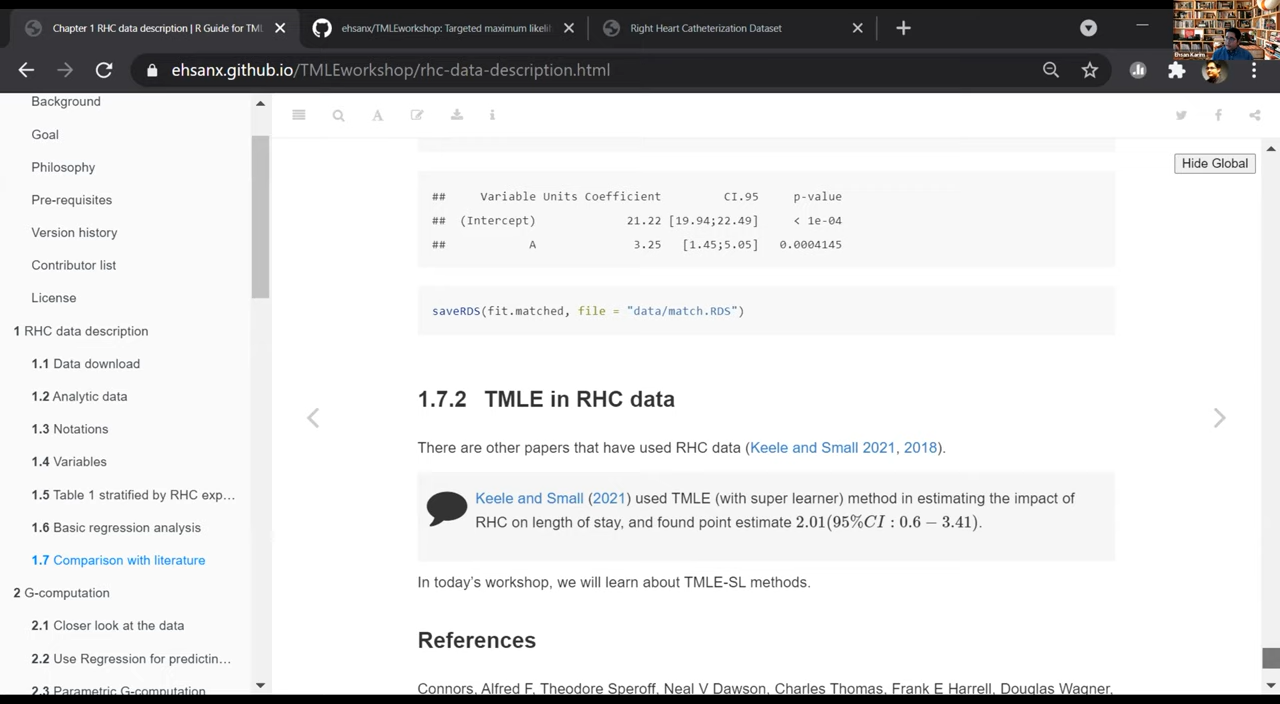 Chapter 1 RHC data description | R Guide for TML
ehsanx/TMLEworkshop: Targeted maximum likeli
Right Heart Catheterization Dataset
Ehsan Karim
ehsanx.github.io/TMLEworkshop/rhc-data-description.html
Background
Goal
Philosophy
Pre-requisites
Version history
Contributor list
License
1 RHC data description
1.1 Data download
1.2 Analytic data
1.3 Notations
1.4 Variables
1.5 Table 1 stratified by RHC exp…
1.6 Basic regression analysis
1.7 Comparison with literature
2 G-computation
2.1 Closer look at the data
2.2 Use Regression for predictin…
2.3 Parametric G-computation
Hide Global
## Variable Units Coefficient CI.95 p-value
## (Intercept) 21.22 [19.94;22.49] < 1e-04
## A 3.25 [1.45;5.05] 0.0004145
saveRDS(fit.matched, file = "data/match.RDS")
1.7.2 TMLE in RHC data
There are other papers that have used RHC data (Keele and Small 2021, 2018).
Keele and Small (2021) used TMLE (with super learner) method in estimating the impact of
RHC on length of stay, and found point estimate 2.01(95%CI : 0.6 − 3.41).
In today's workshop, we will learn about TMLE-SL methods.
References
Connors, Alfred F, Theodore Speroff, Neal V Dawson, Charles Thomas, Frank E Harrell, Douglas Wagner,